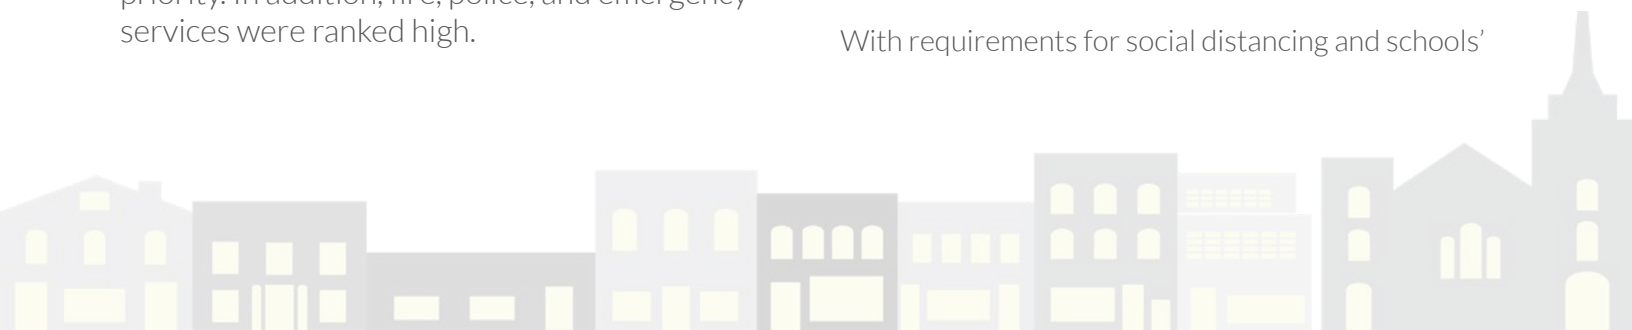 priority. In addition, fire, police, and emergency
services were ranked high.
With requirements for social distancing and schools’